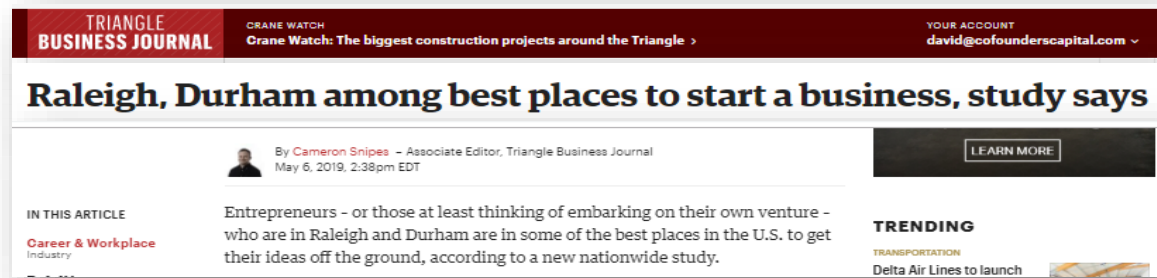 TRIANGLE
BUSINESS JOURNAL
CRANE WATCH
Crane Watch: The biggest construction projects around the Triangle >
YOUR ACCOUNT
david@cofounderscapital.com
Raleigh, Durham among best places to start a business, study says
By Cameron Snipes – Associate Editor, Triangle Business Journal
May 6, 2019, 2:38pm EDT
LEARN MORE
IN THIS ARTICLE
Career & Workplace
Industry
Entrepreneurs - or those at least thinking of embarking on their own venture -
who are in Raleigh and Durham are in some of the best places in the U.S. to get
their ideas off the ground, according to a new nationwide study.
TRENDING
TRANSPORTATION
Delta Air Lines to launch